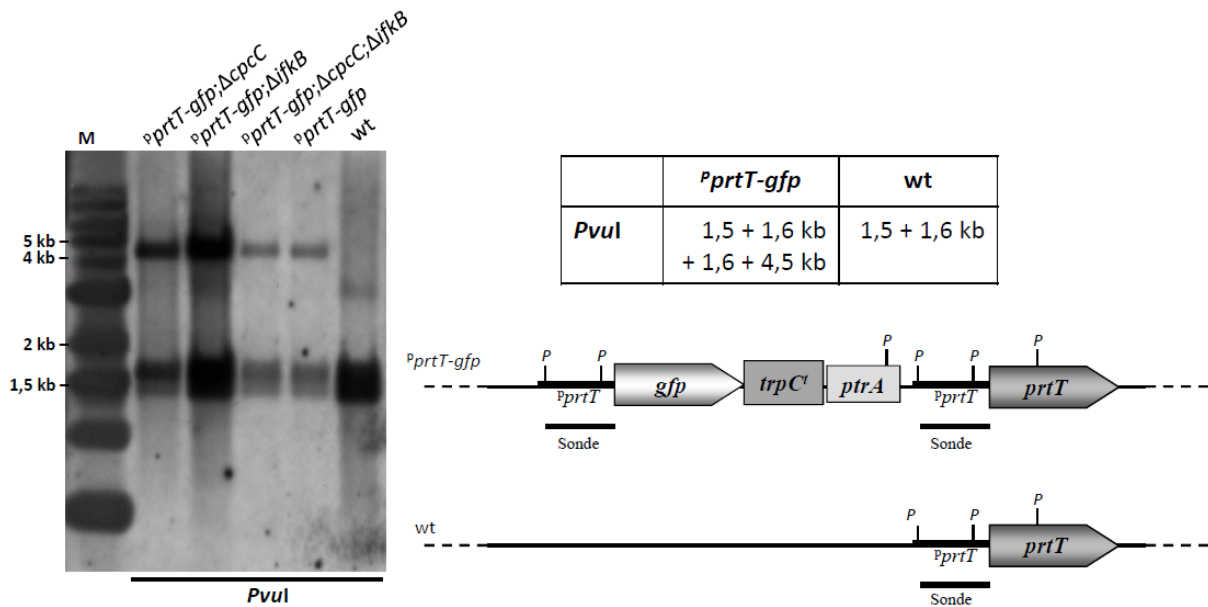 M
ᵖprtT-gfp;ΔcpcC
ᵖprtT-gfp;ΔifkB
ᵖprtT-gfp;ΔcpcC;ΔifkB
ᵖprtT-gfp
wt
5 kb
4 kb
2 kb
1,5 kb
PvuI
ᵖprtT-gfp wt
PvuI 1,5 + 1,6 kb 1,5 + 1,6 kb
+ 1,6 + 4,5 kb
ᵖprtT-gfp
P P P P P P
ᵖprtT gfp trpCᵗ ptrA ᵖprtT prtT
Sonde Sonde
wt
P P P
ᵖprtT prtT
Sonde